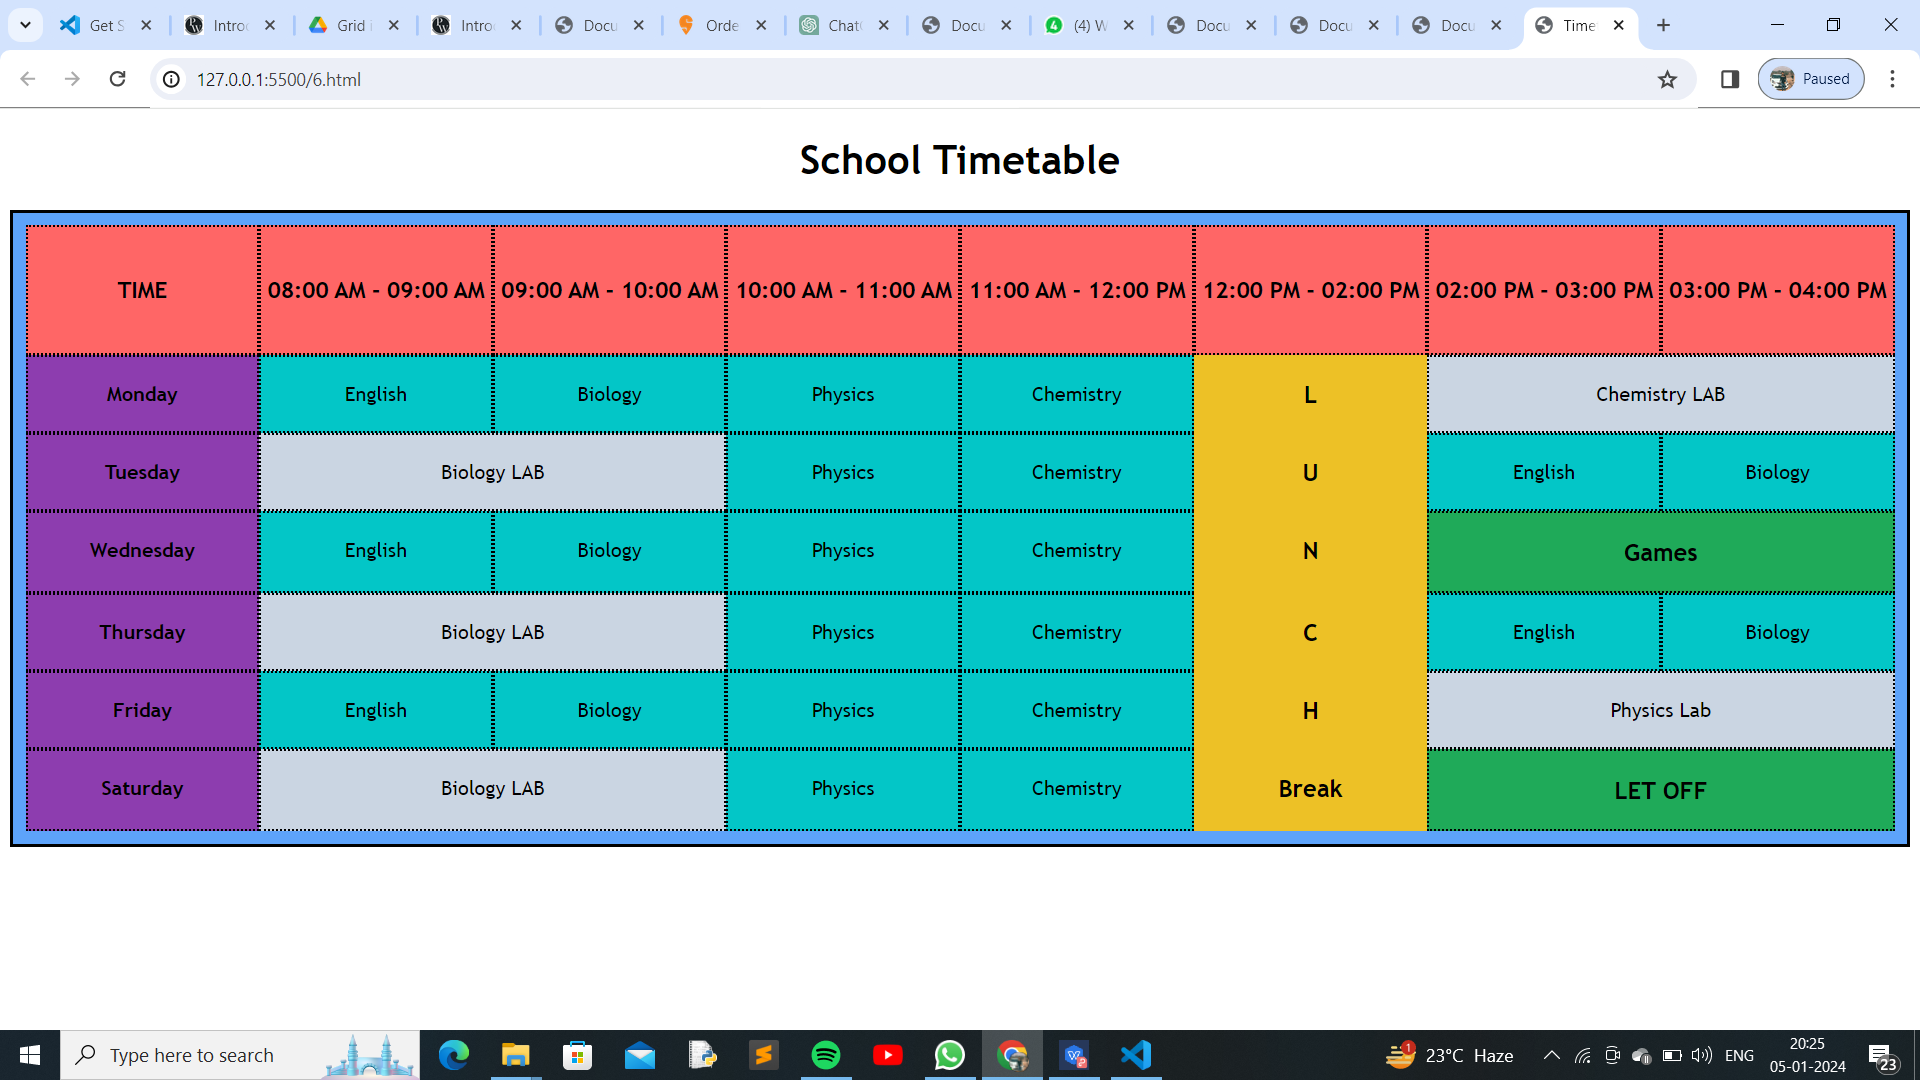 Get S
Introd
Grid i
Introd
Docu
Orde
ChatG
Docu
(4) W
Docu
Docu
Docu
Time
127.0.0.1:5500/6.html
Paused
School Timetable
TIME 08:00 AM - 09:00 AM 09:00 AM - 10:00 AM 10:00 AM - 11:00 AM 11:00 AM - 12:00 PM 12:00 PM - 02:00 PM 02:00 PM - 03:00 PM 03:00 PM - 04:00 PM
Monday English Biology Physics Chemistry L Chemistry LAB
Tuesday Biology LAB Physics Chemistry U English Biology
Wednesday English Biology Physics Chemistry N Games
Thursday Biology LAB Physics Chemistry C English Biology
Friday English Biology Physics Chemistry H Physics Lab
Saturday Biology LAB Physics Chemistry Break LET OFF
Type here to search
1
23°C Haze
ENG
20:25
05-01-2024
23